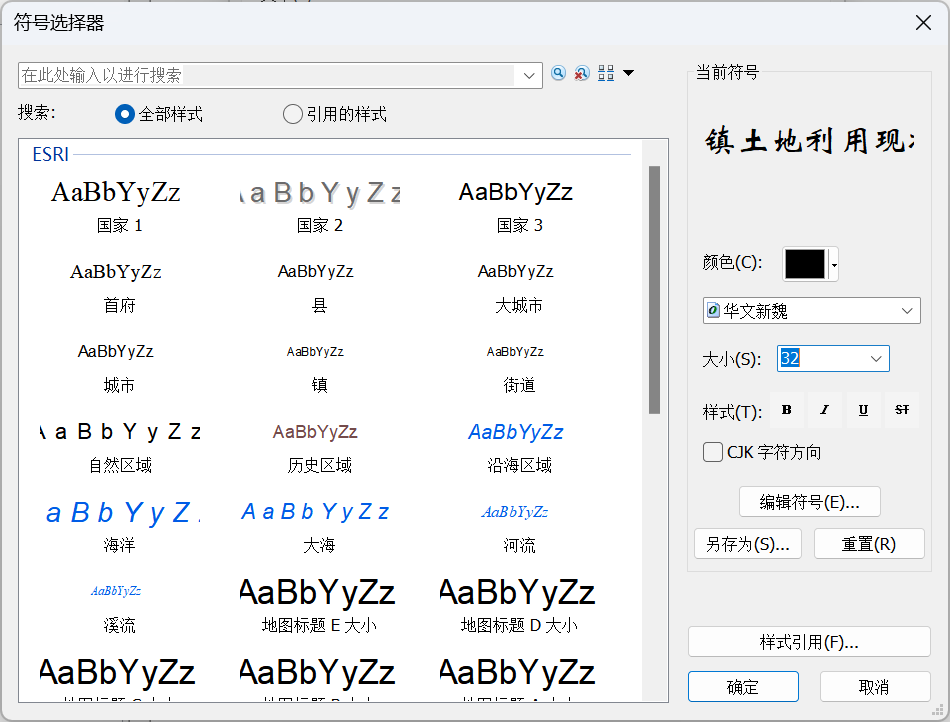 符号选择器
在此处输入以进行搜索
搜索:
全部样式
引用的样式
ESRI
AaBbYyZz
a B b Y y Z z
AaBbYyZz
国家 1
国家 2
国家 3
AaBbYyZz
AaBbYyZz
AaBbYyZz
首府
县
大城市
AaBbYyZz
AaBbYyZz
AaBbYyZz
城市
镇
街道
a B b Y y Z z
AaBbYyZz
AaBbYyZz
自然区域
历史区域
沿海区域
a B b Y y Z
A a B b Y y Z z
AaBbYyZz
海洋
大海
河流
AaBbYyZz
AaBbYyZz
AaBbYyZz
溪流
地图标题 E 大小
地图标题 D 大小
AaBbYyZz
AaBbYyZz
AaBbYyZz
当前符号
镇土地利用现
颜色(C):
华文新魏
大小(S):
32
样式(T):
B
I
U
ST
CJK 字符方向
编辑符号(E)...
另存为(S)...
重置(R)
样式引用(F)...
确定
取消